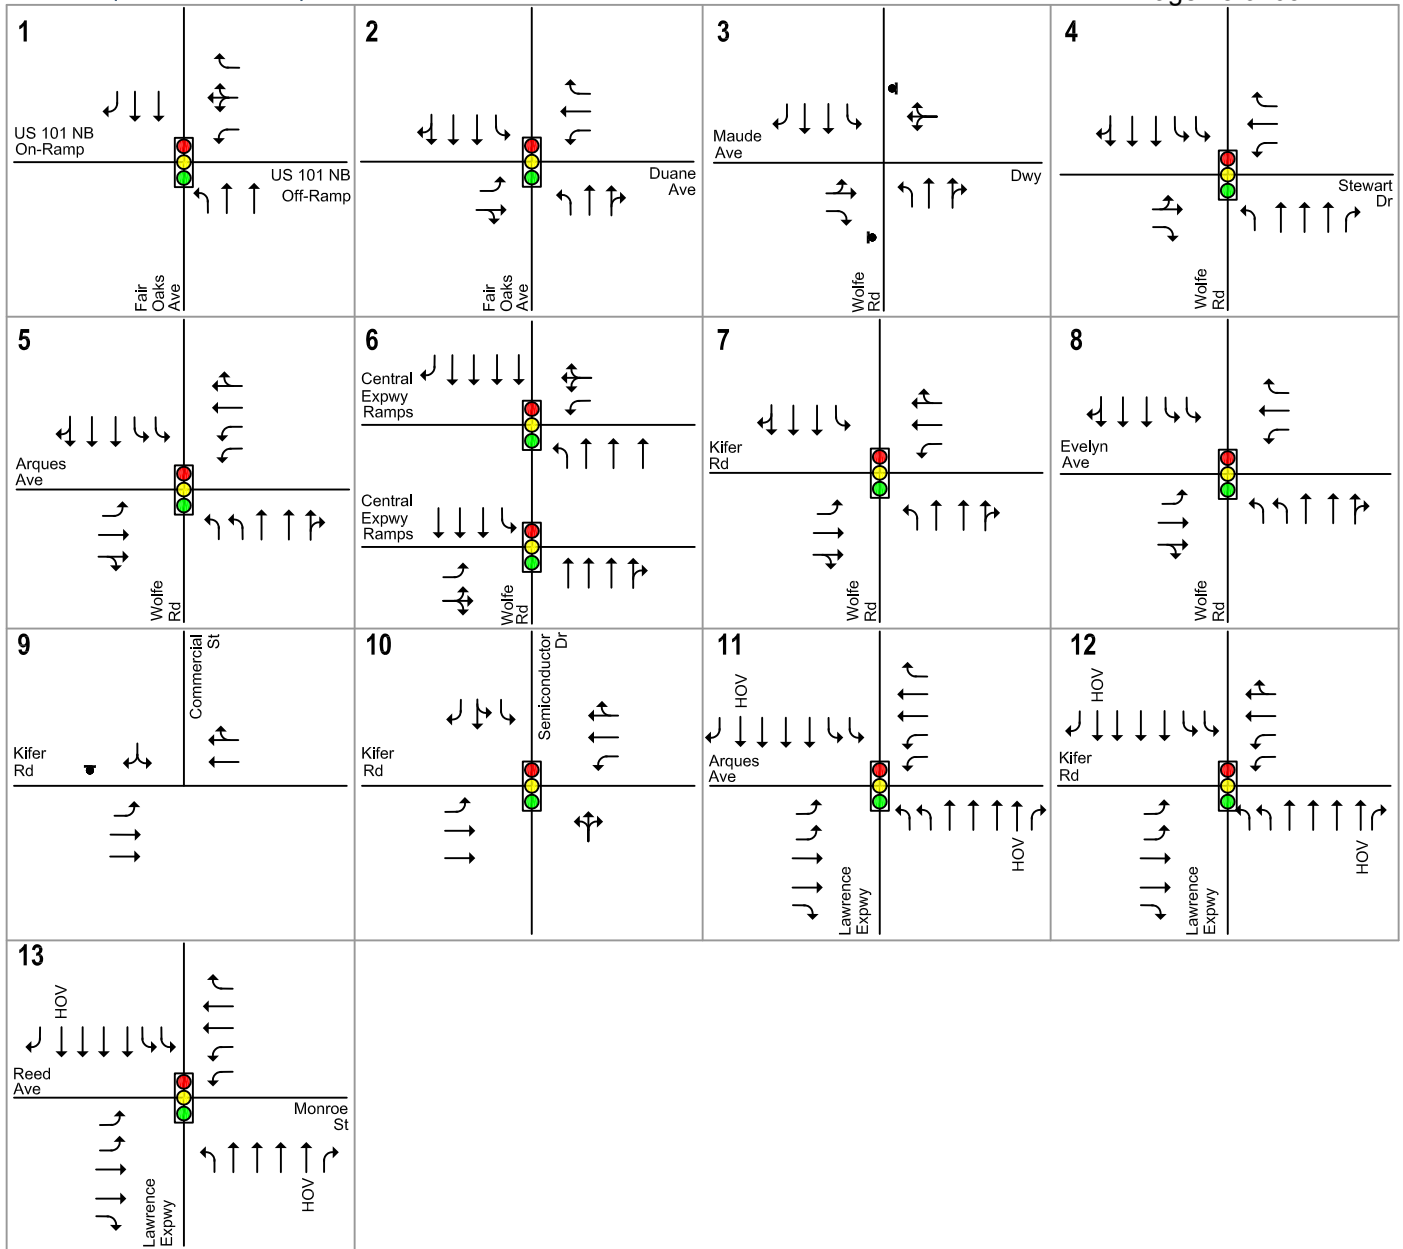 1
US 101 NB
On-Ramp
US 101 NB
Off-Ramp
Fair
Oaks
Ave
2
Duane
Ave
Fair
Oaks
Ave
3
Maude
Ave
Dwy
Wolfe
Rd
4
Stewart
Dr
Wolfe
Rd
5
Arques
Ave
Wolfe
Rd
6
Central
Expwy
Ramps
Central
Expwy
Ramps
Wolfe
Rd
7
Kifer
Rd
Wolfe
Rd
8
Evelyn
Ave
Wolfe
Rd
9
Commercial
St
Kifer
Rd
10
Semiconductor
Dr
Kifer
Rd
11
HOV
Arques
Ave
HOV
Lawrence
Expwy
12
HOV
Kifer
Rd
HOV
Lawrence
Expwy
13
HOV
Reed
Ave
Monroe
St
HOV
Lawrence
Expwy